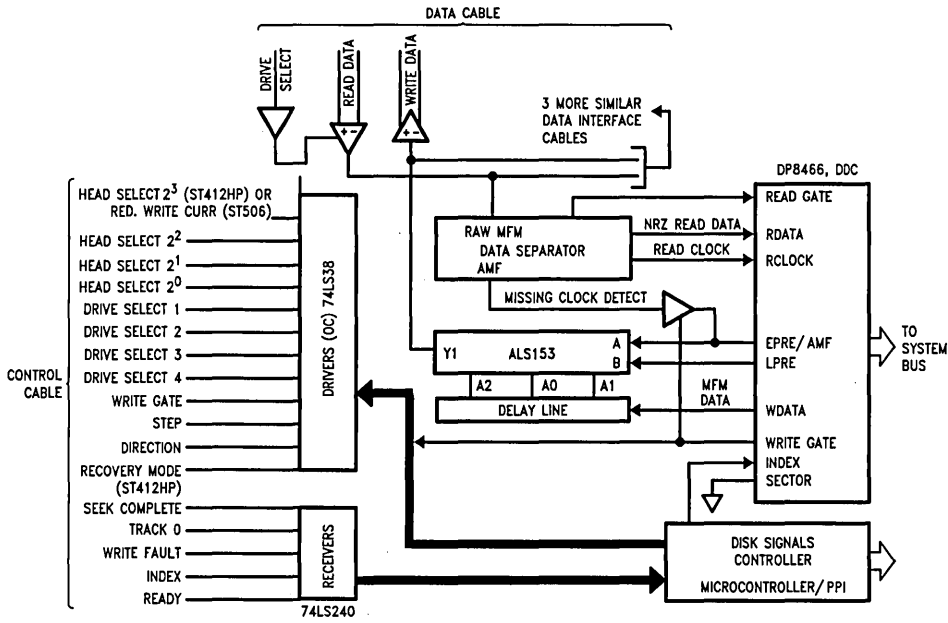 DATA CABLE
DRIVE
SELECT
READ DATA
WRITE DATA
+ −
+ −
3 MORE SIMILAR
DATA INTERFACE
CABLES
DP8466, DDC
HEAD SELECT 2³ (ST412HP) OR
RED. WRITE CURR (ST506)
HEAD SELECT 2²
HEAD SELECT 2¹
HEAD SELECT 2⁰
DRIVE SELECT 1
DRIVE SELECT 2
DRIVE SELECT 3
DRIVE SELECT 4
WRITE GATE
STEP
DIRECTION
RECOVERY MODE
(ST412HP)
SEEK COMPLETE
TRACK 0
WRITE FAULT
INDEX
READY
CONTROL
CABLE
DRIVERS (OC) 74LS38
RECEIVERS
74LS240
RAW MFM
DATA SEPARATOR
AMF
NRZ READ DATA
READ CLOCK
MISSING CLOCK DETECT
Y1
ALS153
A
B
A2
A0
A1
DELAY LINE
MFM
DATA
READ GATE
RDATA
RCLOCK
EPRE/AMF
LPRE
WDATA
WRITE GATE
INDEX
SECTOR
TO
SYSTEM
BUS
DISK SIGNALS
CONTROLLER
MICROCONTROLLER/PPI